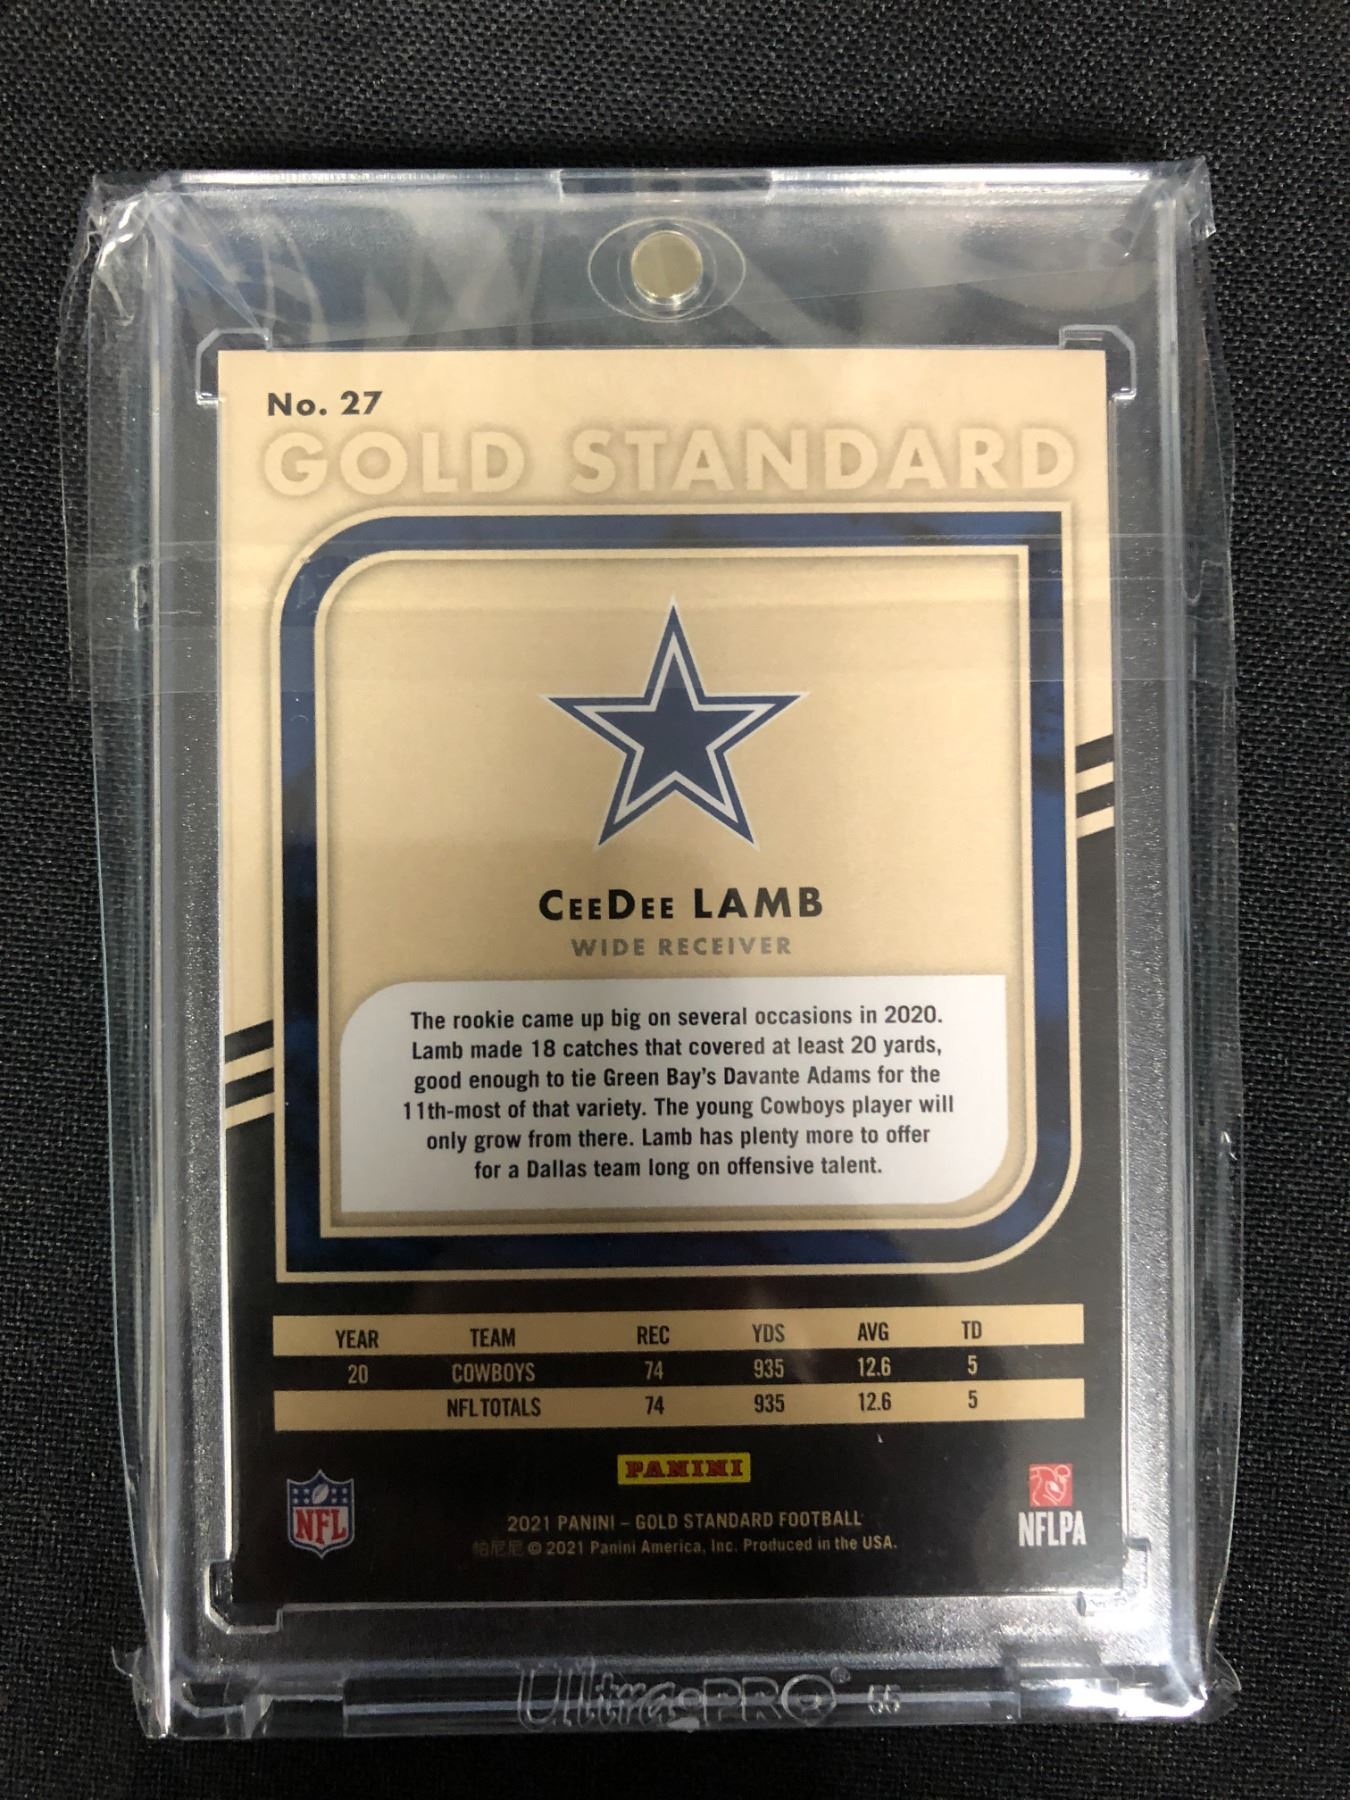 No. 27
GOLD STANDARD
CEEDEE LAMB
WIDE RECEIVER
The rookie came up big on several occasions in 2020.
Lamb made 18 catches that covered at least 20 yards,
good enough to tie Green Bay's Davante Adams for the
11th-most of that variety. The young Cowboys player will
only grow from there. Lamb has plenty more to offer
for a Dallas team long on offensive talent.
YEAR TEAM REC YDS AVG TD
20 COWBOYS 74 935 12.6 5
NFL TOTALS 74 935 12.6 5
PANINI
NFL
NFLPA
2021 PANINI – GOLD STANDARD FOOTBALL
帕尼尼 © 2021 Panini America, Inc. Produced in the USA.
Ultra·PRO® 55